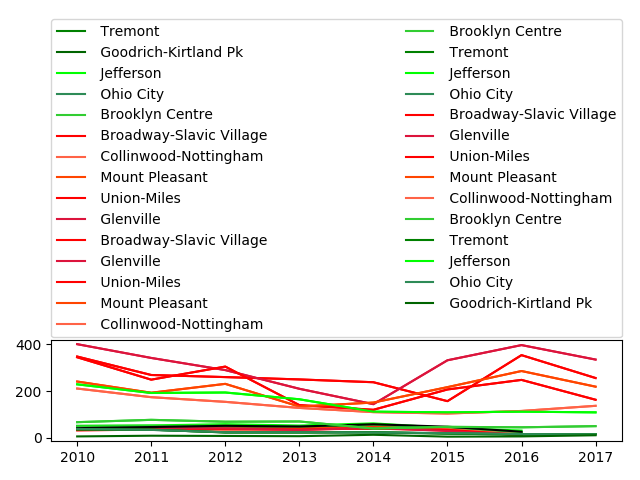 Tremont
Goodrich-Kirtland Pk
Jefferson
Ohio City
Brooklyn Centre
Broadway-Slavic Village
Collinwood-Nottingham
Mount Pleasant
Union-Miles
Glenville
Broadway-Slavic Village
Glenville
Union-Miles
Mount Pleasant
Collinwood-Nottingham
Brooklyn Centre
Tremont
Jefferson
Ohio City
Broadway-Slavic Village
Glenville
Union-Miles
Mount Pleasant
Collinwood-Nottingham
Brooklyn Centre
Tremont
Jefferson
Ohio City
Goodrich-Kirtland Pk
400
200
0
2010 2011 2012 2013 2014 2015 2016 2017